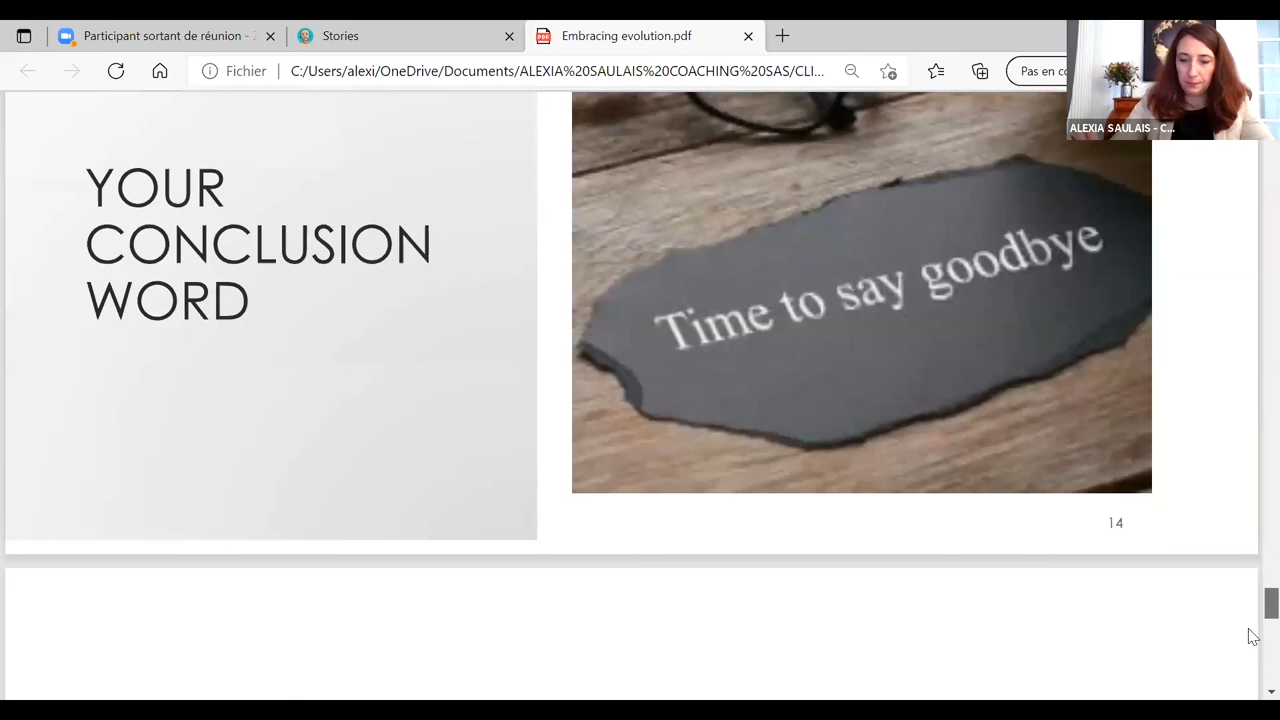 Participant sortant de réunion -
Stories
Embracing evolution.pdf
Fichier
C:/Users/alexi/OneDrive/Documents/ALEXIA%20SAULAIS%20COACHING%20SAS/CLI...
Pas en co
ALEXIA SAULAIS - C...
YOUR
CONCLUSION
WORD
Time to say goodbye
14